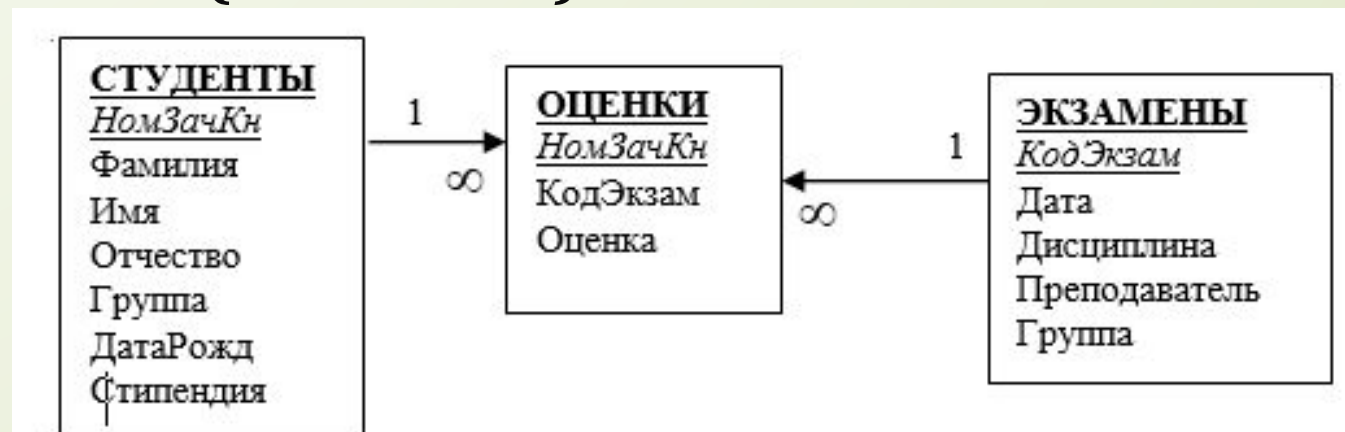 СТУДЕНТЫ
НомЗачКн
Фамилия
Имя
Отчество
Группа
ДатаРожд
Стипендия
1
∞
ОЦЕНКИ
НомЗачКн
КодЭкзам
Оценка
1
∞
ЭКЗАМЕНЫ
КодЭкзам
Дата
Дисциплина
Преподаватель
Группа